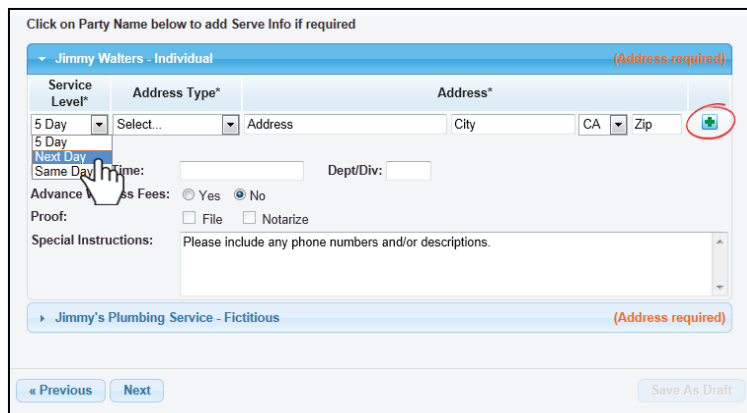 Click on Party Name below to add Serve Info if required
Jimmy Walters - Individual (Address required)
Service Level* Address Type* Address*
5 Day Select... Address City CA Zip
5 Day
Next Day
Same Day Time: Dept/Div:
Advance ss Fees: Yes No
Proof: File Notarize
Special Instructions: Please include any phone numbers and/or descriptions.
Jimmy's Plumbing Service - Fictitious (Address required)
« Previous Next Save As Draft